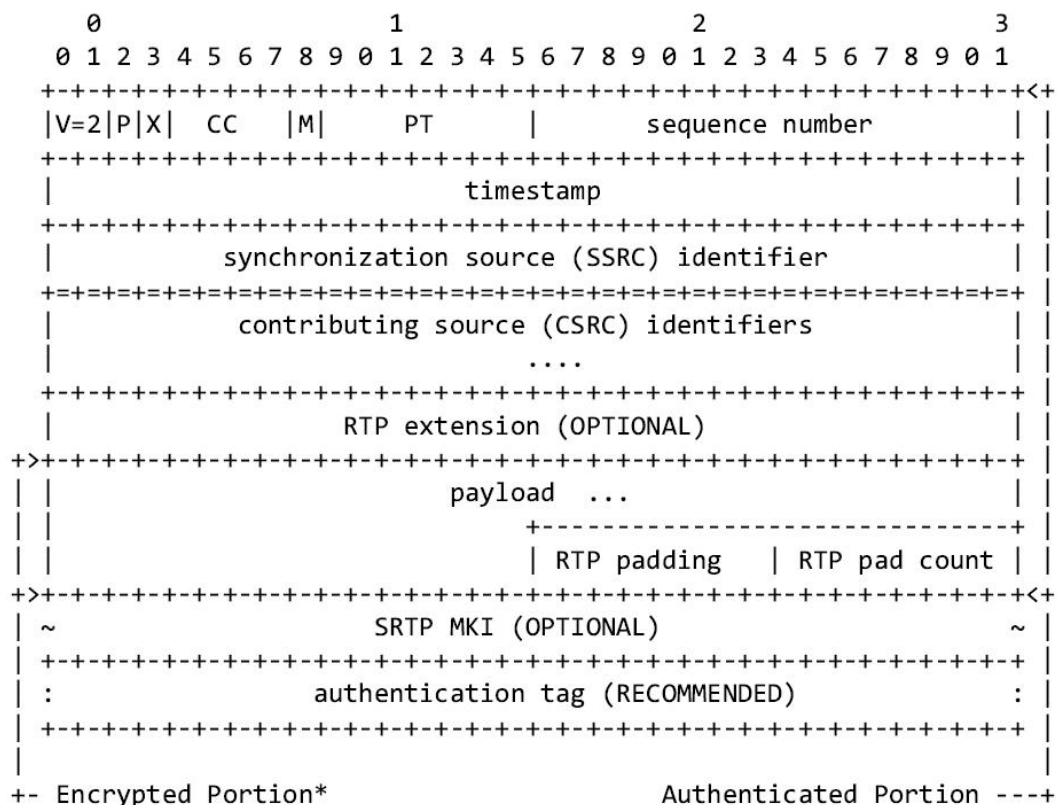 0 1 2 3
0 1 2 3 4 5 6 7 8 9 0 1 2 3 4 5 6 7 8 9 0 1 2 3 4 5 6 7 8 9 0 1
+-+-+-+-+-+-+-+-+-+-+-+-+-+-+-+-+-+-+-+-+-+-+-+-+-+-+-+-+-+-+-+-+<+
|V=2|P|X| CC |M| PT | sequence number | |
+-+-+-+-+-+-+-+-+-+-+-+-+-+-+-+-+-+-+-+-+-+-+-+-+-+-+-+-+-+-+-+-+ |
| timestamp | |
+-+-+-+-+-+-+-+-+-+-+-+-+-+-+-+-+-+-+-+-+-+-+-+-+-+-+-+-+-+-+-+-+ |
| synchronization source (SSRC) identifier | |
+=+=+=+=+=+=+=+=+=+=+=+=+=+=+=+=+=+=+=+=+=+=+=+=+=+=+=+=+=+=+=+=+ |
| contributing source (CSRC) identifiers | |
| .... | |
+-+-+-+-+-+-+-+-+-+-+-+-+-+-+-+-+-+-+-+-+-+-+-+-+-+-+-+-+-+-+-+-+ |
| RTP extension (OPTIONAL) | |
+>+-+-+-+-+-+-+-+-+-+-+-+-+-+-+-+-+-+-+-+-+-+-+-+-+-+-+-+-+-+-+-+-+ |
| | payload ... | |
| | +-------------------------------+ |
| | | RTP padding | RTP pad count | |
+>+-+-+-+-+-+-+-+-+-+-+-+-+-+-+-+-+-+-+-+-+-+-+-+-+-+-+-+-+-+-+-+-+<+
| ~ SRTP MKI (OPTIONAL) ~ |
| +-+-+-+-+-+-+-+-+-+-+-+-+-+-+-+-+-+-+-+-+-+-+-+-+-+-+-+-+-+-+-+-+ |
| : authentication tag (RECOMMENDED) : |
| +-+-+-+-+-+-+-+-+-+-+-+-+-+-+-+-+-+-+-+-+-+-+-+-+-+-+-+-+-+-+-+-+ |
| |
+- Encrypted Portion* Authenticated Portion ---+